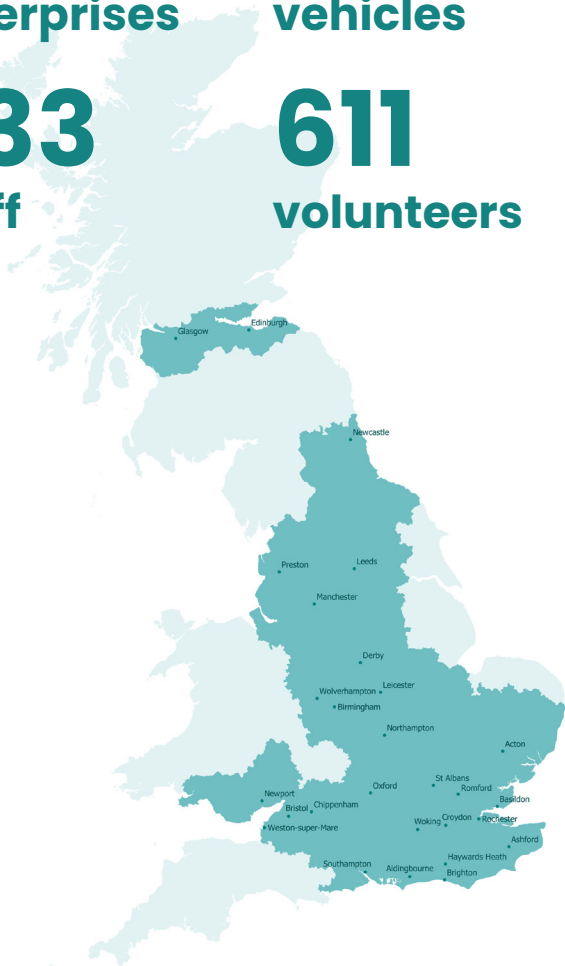 erprises
vehicles
33
611
ff
volunteers
Glasgow
Edinburgh
Newcastle
Preston
Leeds
Manchester
Derby
Leicester
Wolverhampton
Birmingham
Northampton
Acton
St Albans
Oxford
Romford
Newport
Basildon
Chippenham
Bristol
Woking
Croydon
Rochester
Weston-super-Mare
Ashford
Haywards Heath
Southampton
Aldingbourne
Brighton